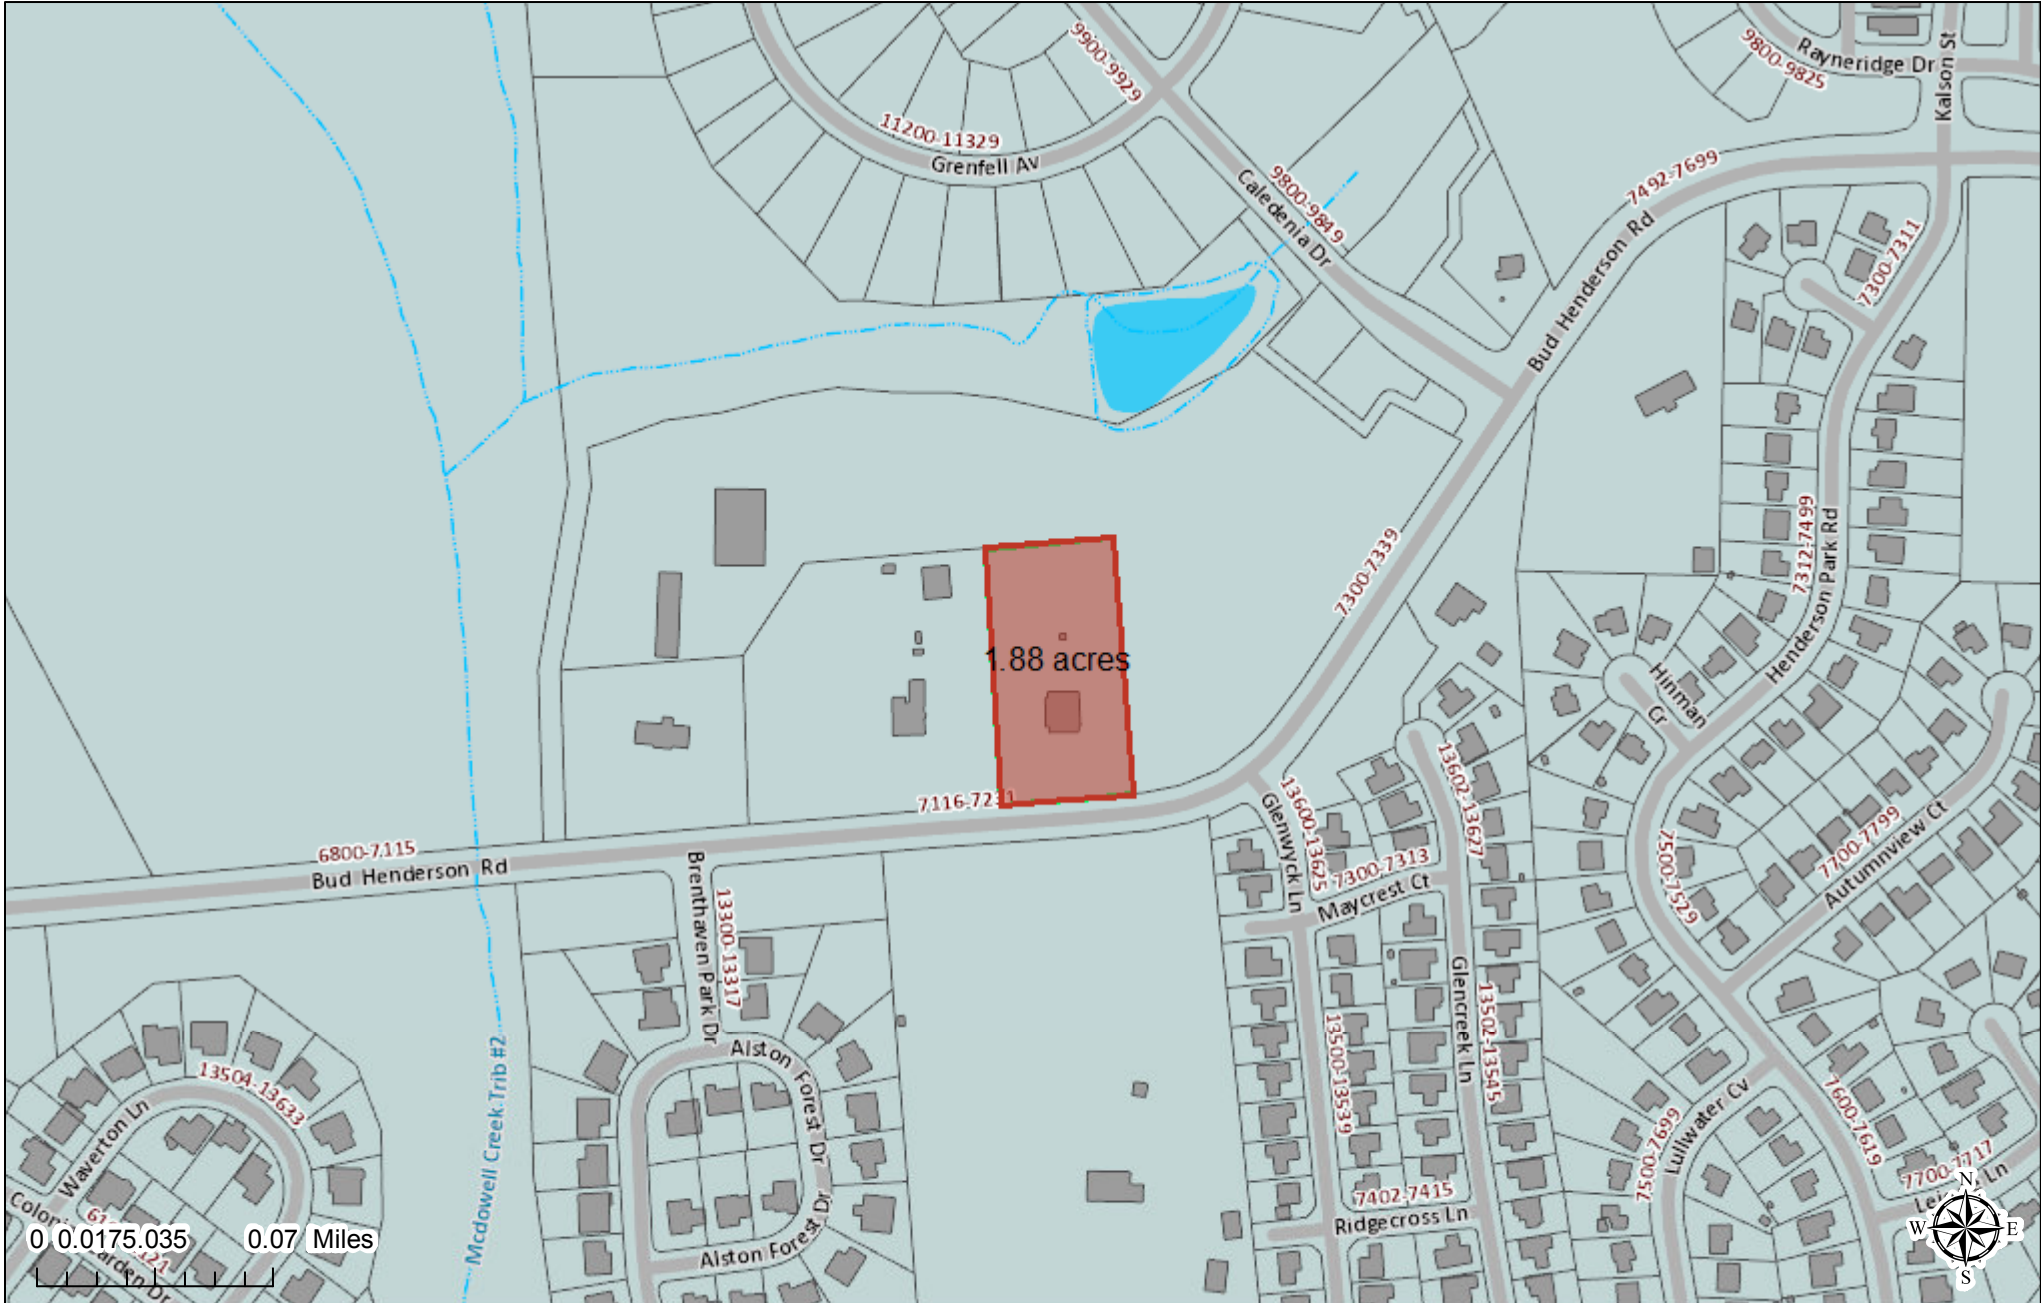 9900-9929
Rayneridge Dr
9800-9825
Kalson St
11200-11329
Grenfell Av
9800-9849
Caledenia Dr
7492-7699
Bud Henderson Rd
7300-7311
7300-7339
7312-7499
Henderson Park Rd
Hinman
Cr
1.88 acres
7116-7231
6800-7115
Bud Henderson Rd
Brenthaven Park Dr
13300-13317
Glenwyck Ln
13600-13625
13602-13627
7300-7313
Maycrest Ct
7500-7529
7700-7799
Autumnview Ct
Glencreek Ln
13502-13545
13500-13539
Alston Forest Dr
Alston Forest Dr
13504-13633
Waverton Ln
Mcdowell Creek Trib #2
7402-7415
Ridgecross Ln
7500-7699
Lullwater Cv
7600-7619
7700-7717
Ln
N
W E
S
0 0.0175.035 0.07 Miles